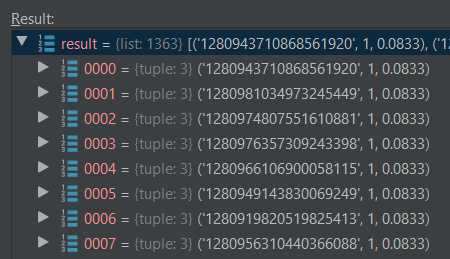 Result:
result = {list: 1363} [('1280943710868561920', 1, 0.0833), ('1
0000 = {tuple: 3} ('1280943710868561920', 1, 0.0833)
0001 = {tuple: 3} ('1280981034973245449', 1, 0.0833)
0002 = {tuple: 3} ('1280974807551610881', 1, 0.0833)
0003 = {tuple: 3} ('1280976357309243398', 1, 0.0833)
0004 = {tuple: 3} ('1280966106900058115', 1, 0.0833)
0005 = {tuple: 3} ('1280949143830069249', 1, 0.0833)
0006 = {tuple: 3} ('1280919820519825413', 1, 0.0833)
0007 = {tuple: 3} ('1280956310440366088', 1, 0.0833)